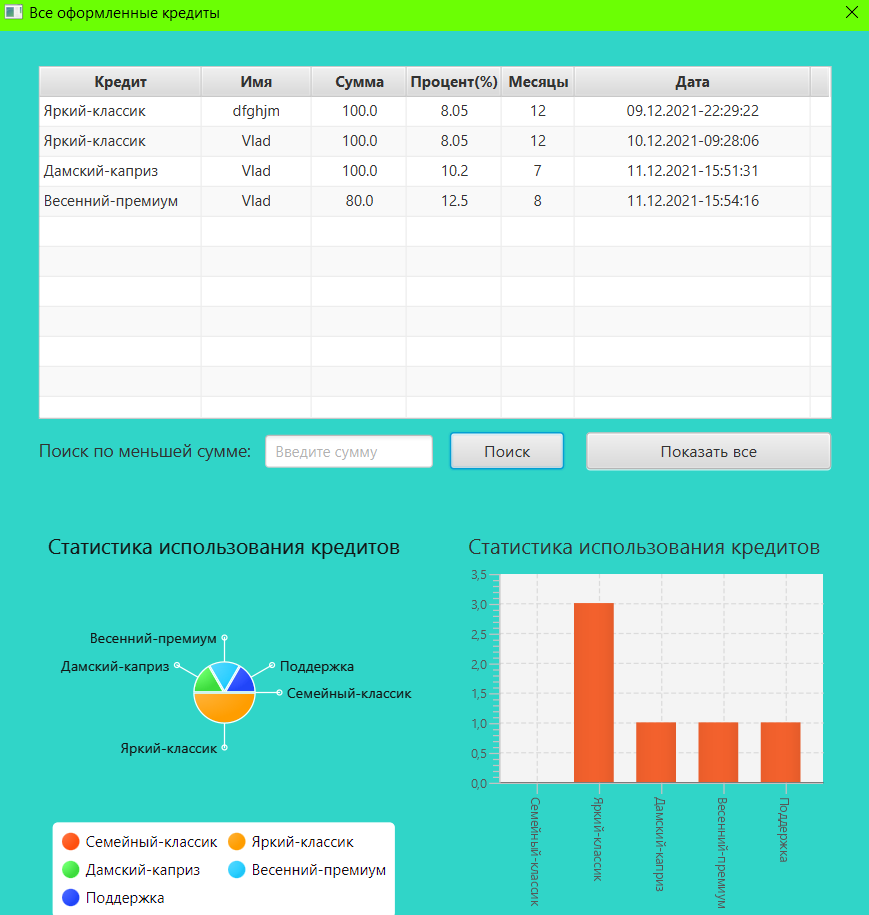 Все оформленные кредиты
Кредит Имя Сумма Процент(%) Месяцы Дата
Яркий-классик dfghjm 100.0 8.05 12 09.12.2021-22:29:22
Яркий-классик Vlad 100.0 8.05 12 10.12.2021-09:28:06
Дамский-каприз Vlad 100.0 10.2 7 11.12.2021-15:51:31
Весенний-премиум Vlad 80.0 12.5 8 11.12.2021-15:54:16
Поиск по меньшей сумме: Введите сумму Поиск Показать все
Статистика использования кредитов
Весенний-премиум
Дамский-каприз
Поддержка
Семейный-классик
Яркий-классик
Семейный-классик Яркий-классик
Дамский-каприз Весенний-премиум
Поддержка
Статистика использования кредитов
3,5
3,0
2,5
2,0
1,5
1,0
0,5
0,0
Семейный-классик
Яркий-классик
Дамский-каприз
Весенний-премиум
Поддержка